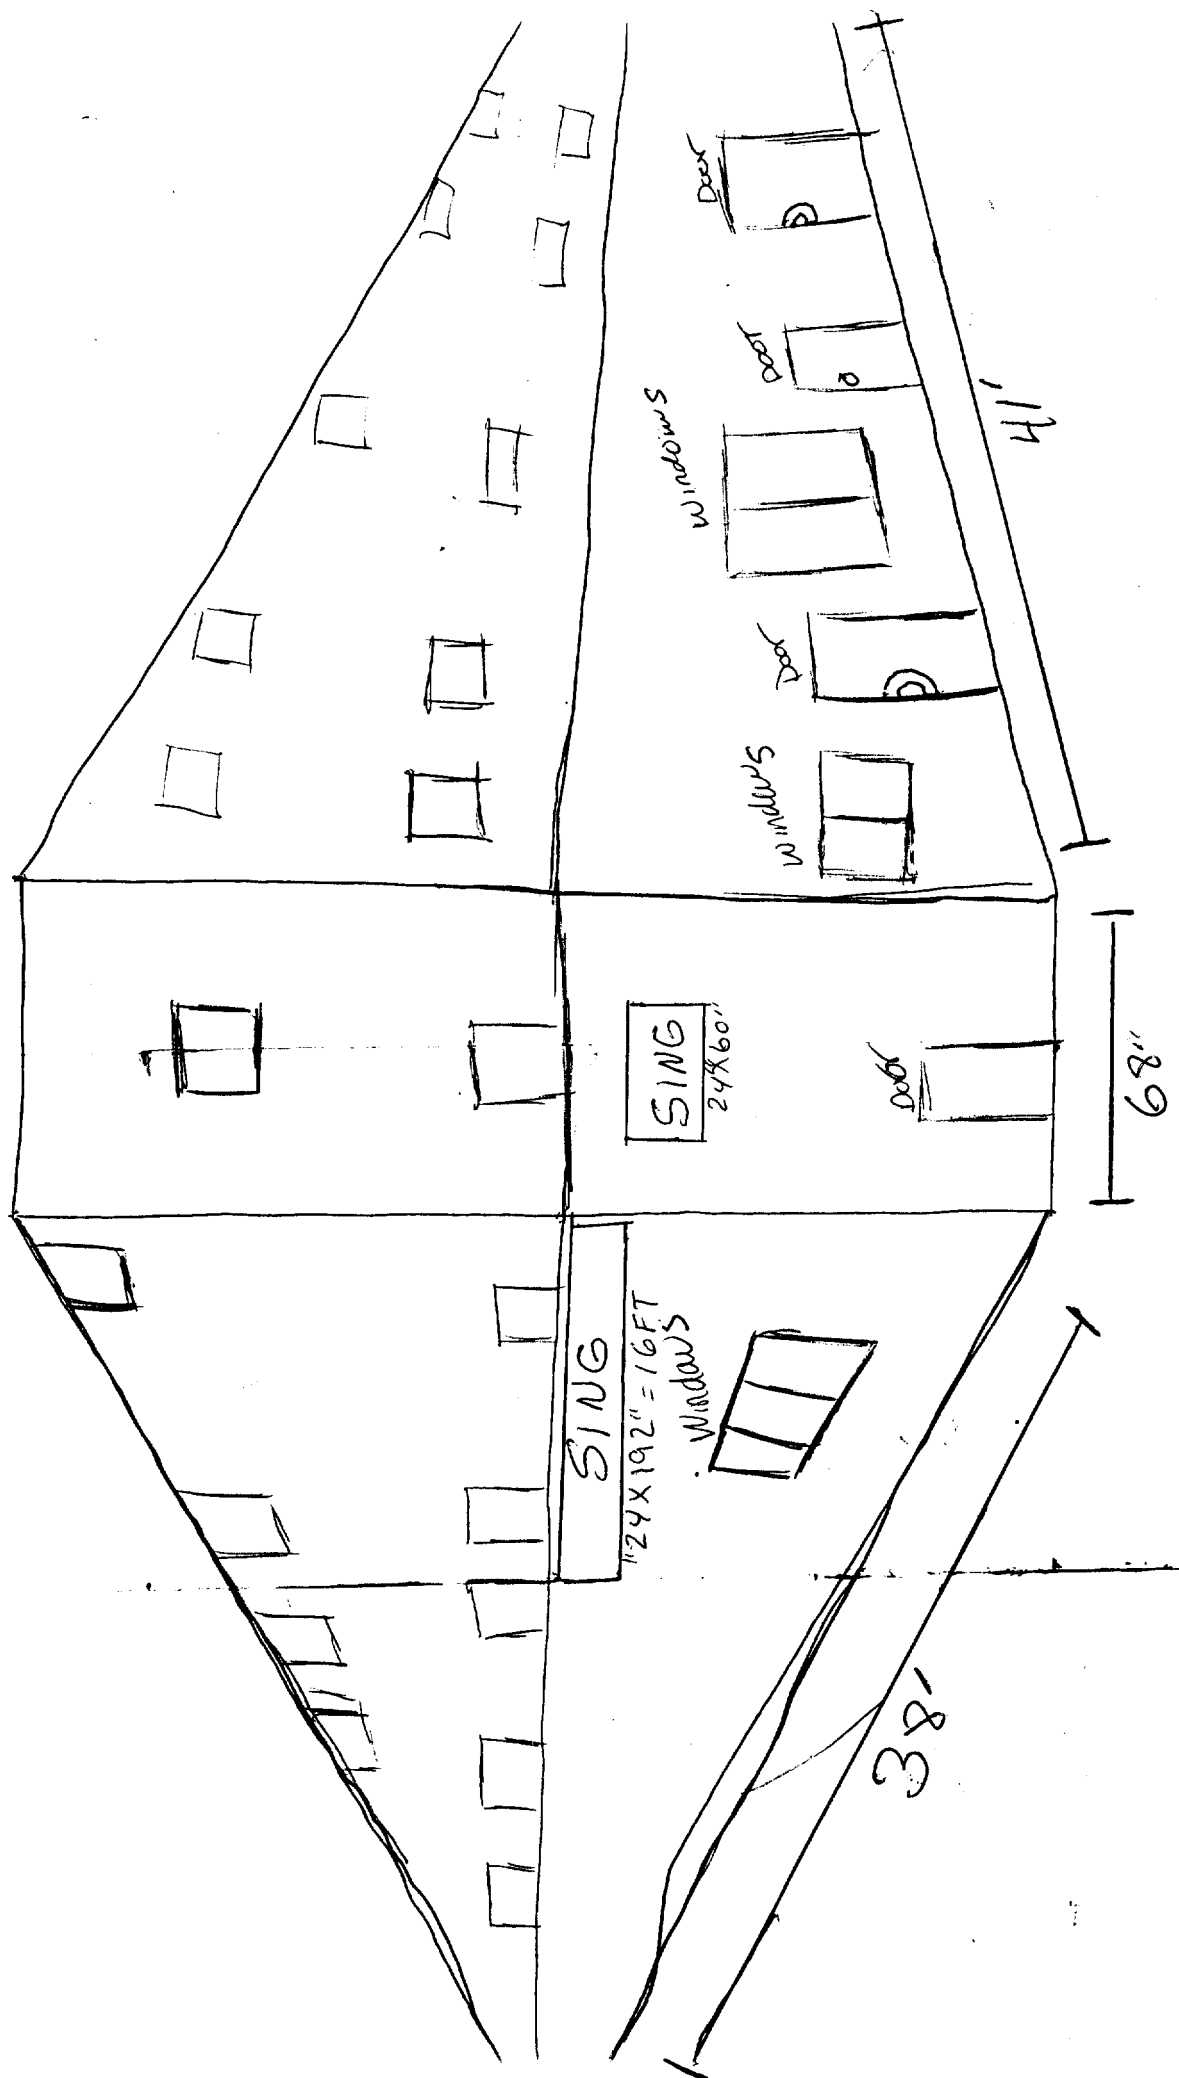 SING
"24X192"=16FT
WindowS
38'
SING
24X60"
Door
68"
WindowS
Door
WindowS
Door
Door
41'